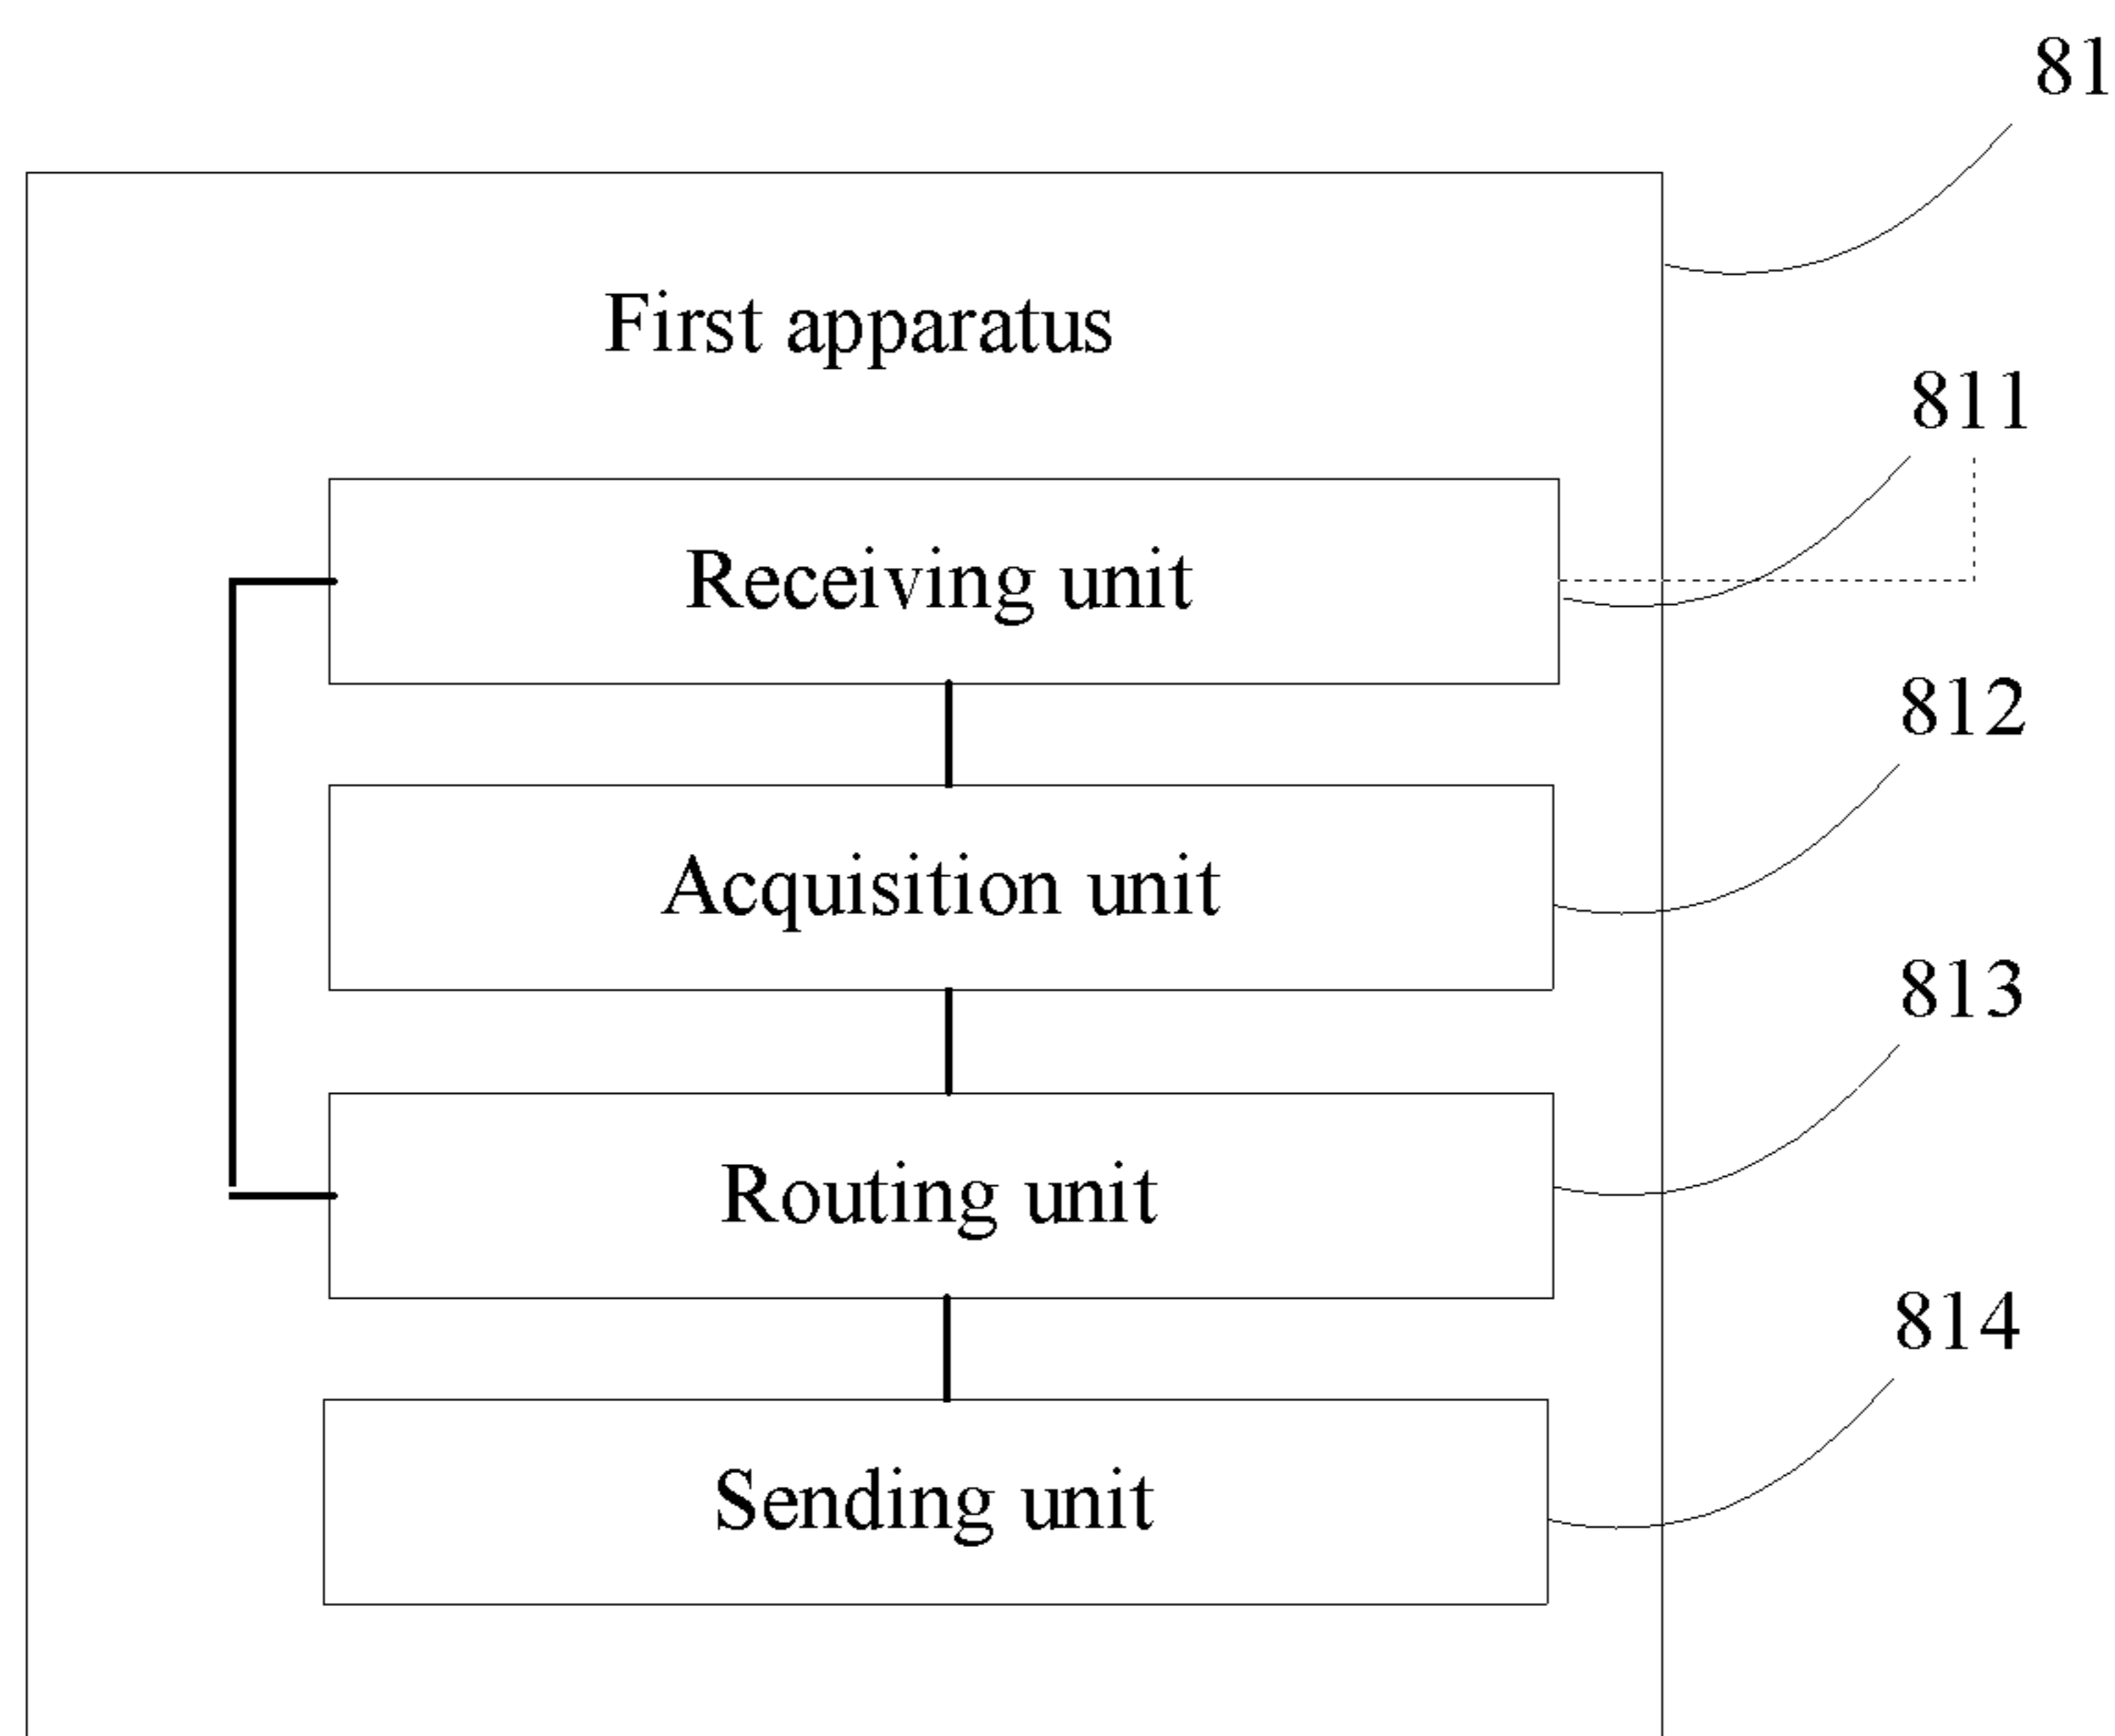 81
First apparatus
811
Receiving unit
812
Acquisition unit
813
Routing unit
814
Sending unit